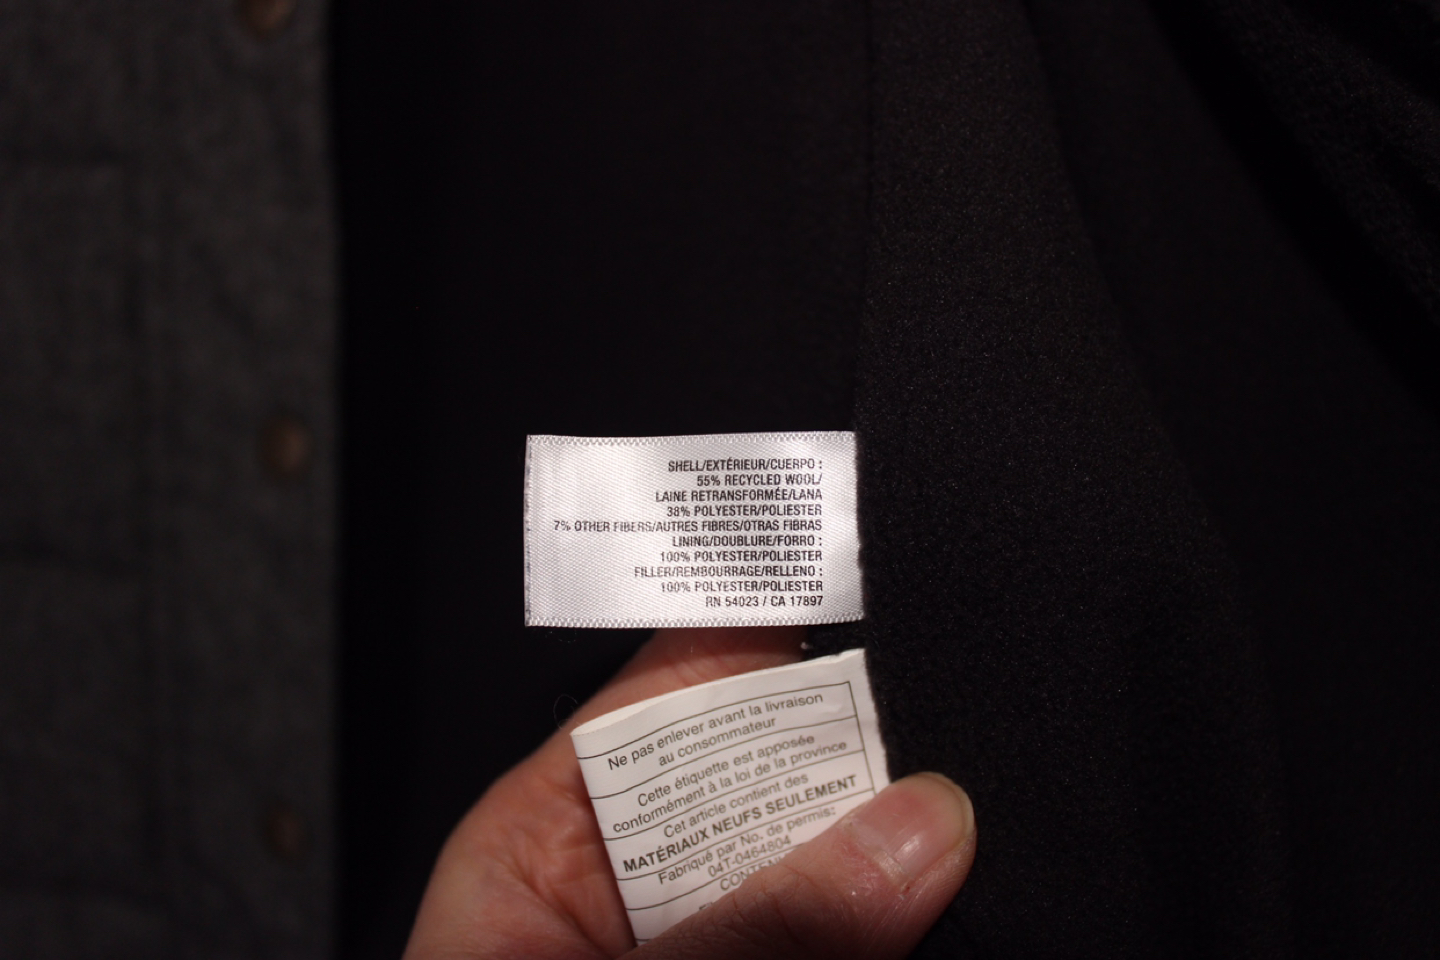 SHELL/EXTÉRIEUR/CUERPO :
55% RECYCLED WOOL/
LAINE RETRANSFORMÉE/LANA
38% POLYESTER/POLIESTER
7% OTHER FIBERS/AUTRES FIBRES/OTRAS FIBRAS
LINING/DOUBLURE/FORRO :
100% POLYESTER/POLIESTER
FILLER/REMBOURRAGE/RELLENO :
100% POLYESTER/POLIESTER
RN 54023 / CA 17897
Ne pas enlever avant la livraison
au consommateur
Cette étiquette est apposée
conformément à la loi de la province
Cet article contient des
MATÉRIAUX NEUFS SEULEMENT
Fabriqué par No. de permis:
04T-0464804